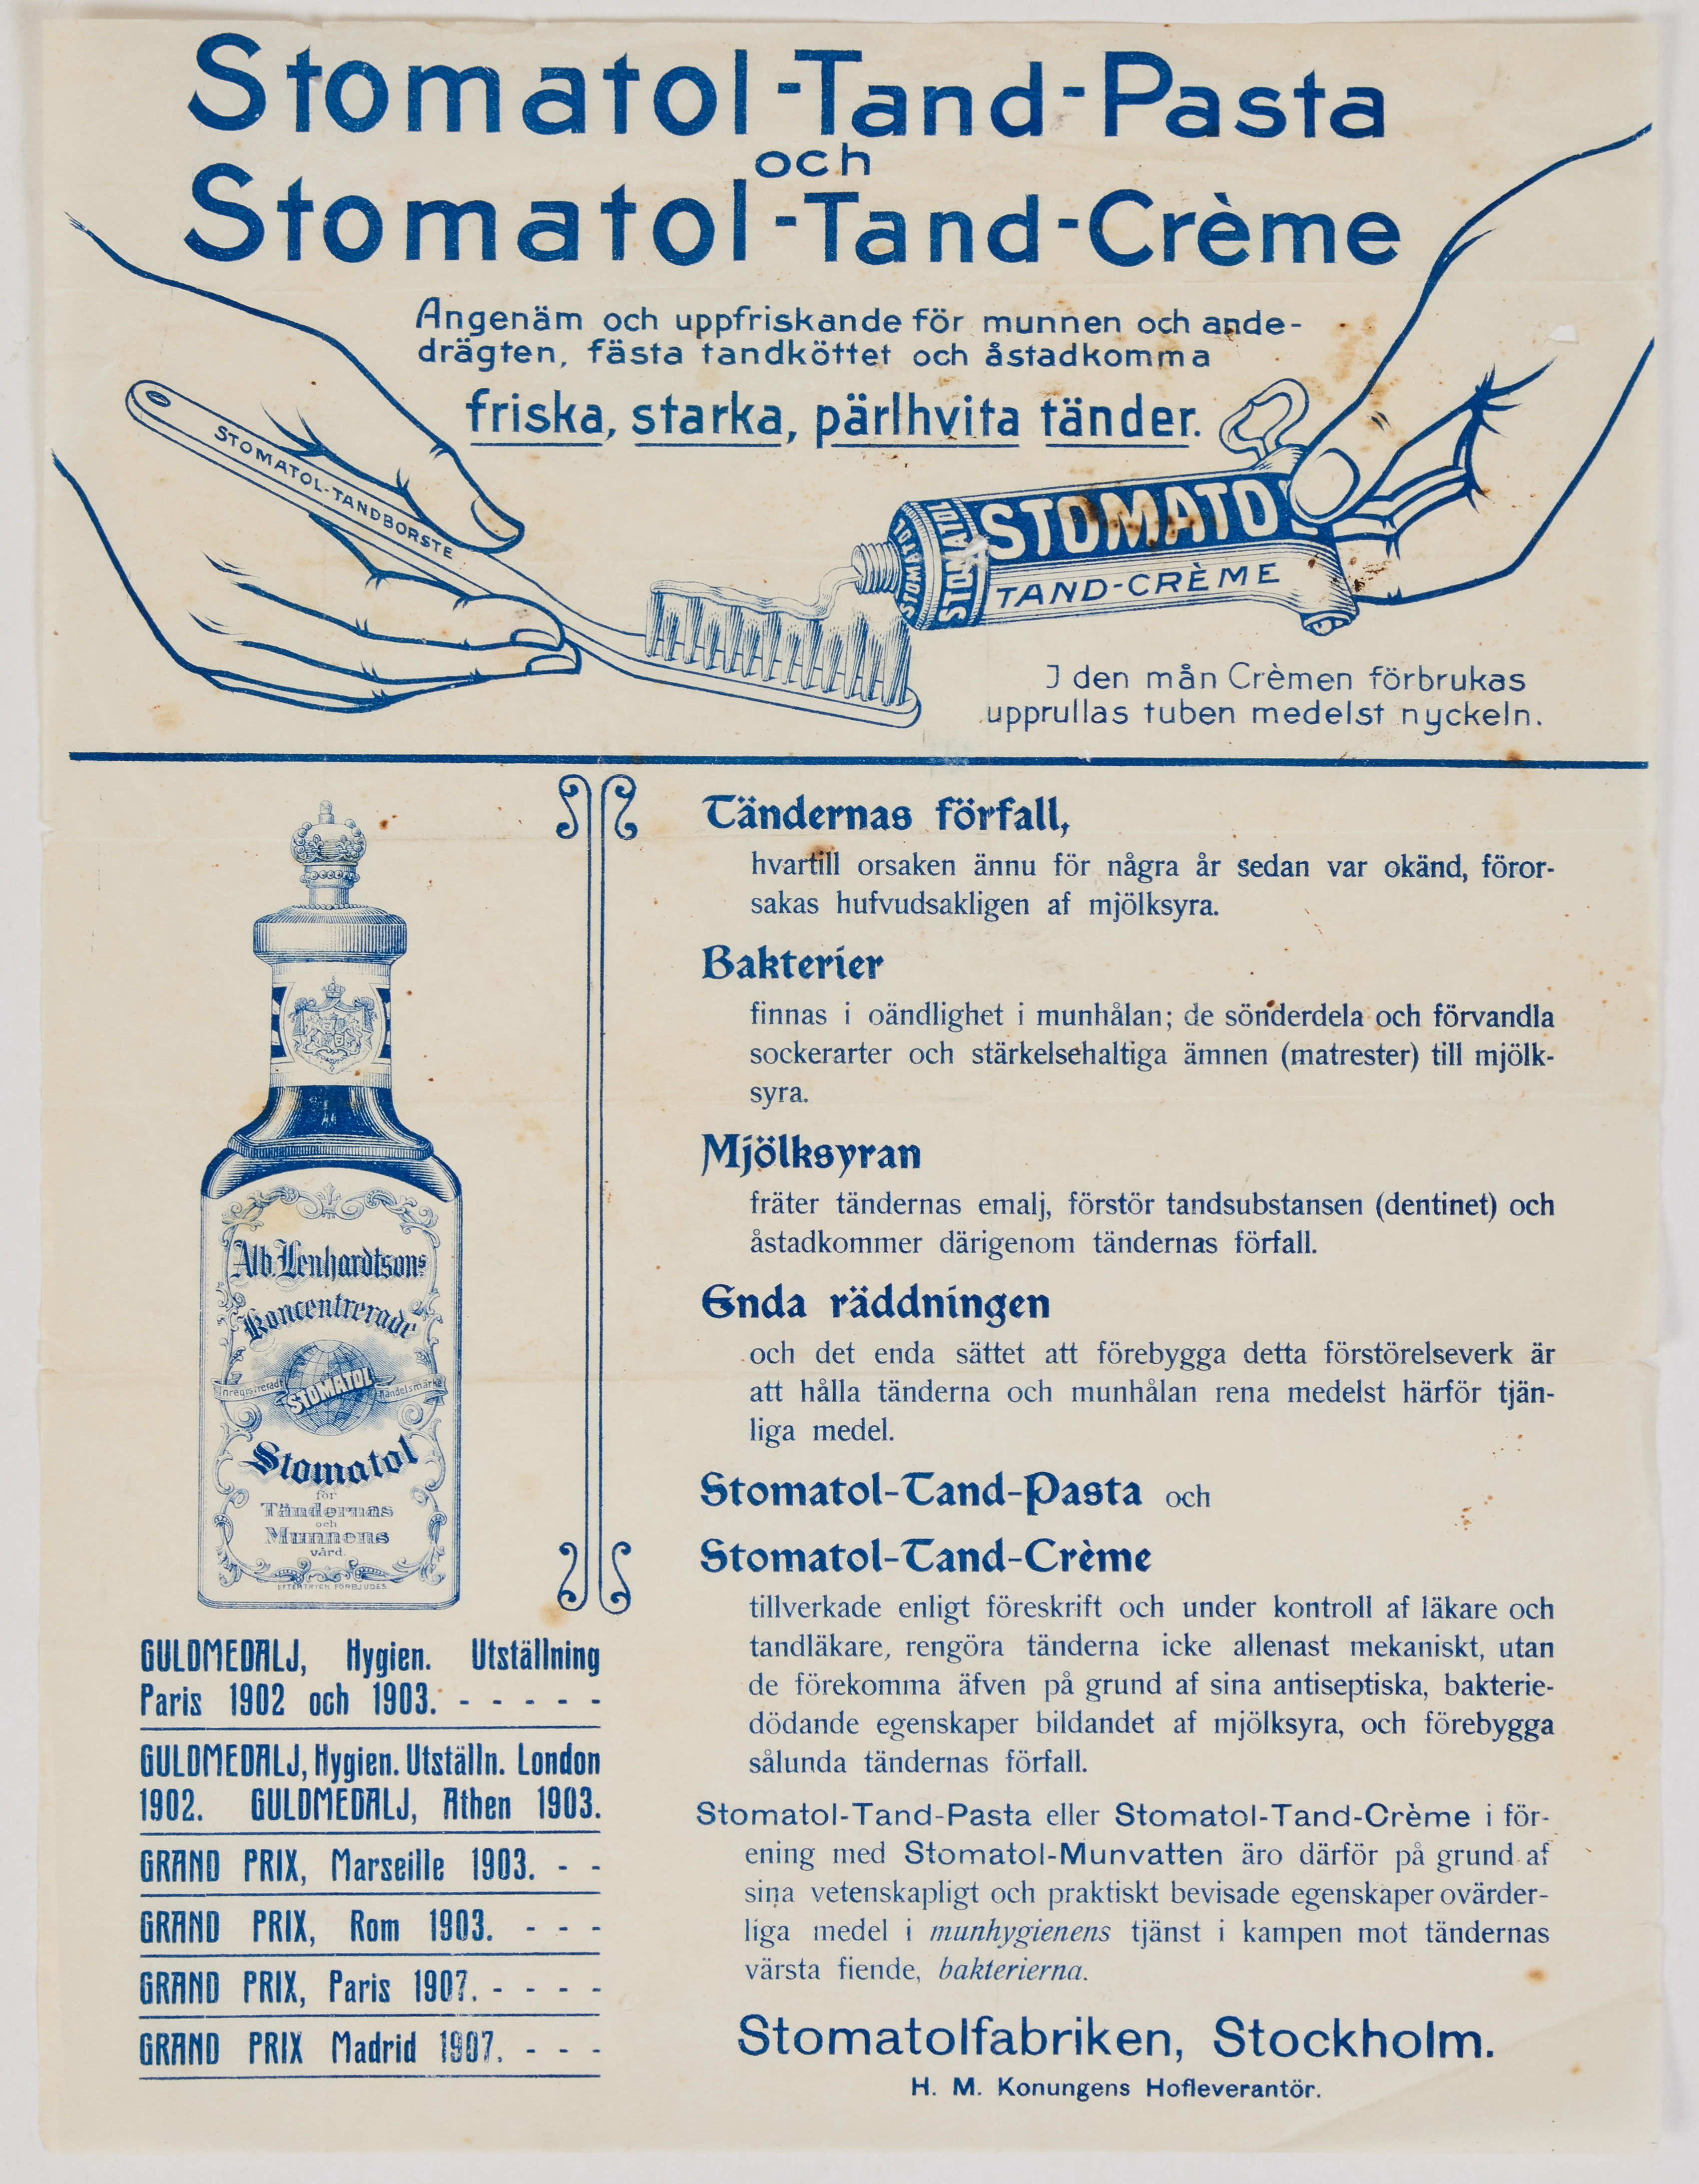 Stomatol-Tand-Pasta
och
Stomatol-Tand-Crème
Angenäm och uppfriskande för munnen och ande-
drägten, fästa tandköttet och åstadkomma
friska, starka, pärlhvita tänder.
STOMATOL-TANDBORSTE
STOMATOL
STOMATOL
STOMATOL
TAND-CRÈME
I den mån Crèmen förbrukas
upprullas tuben medelst nyckeln.
Alb. Lenhardtsons
Koncentrerade
Inregistreradt
STOMATOL
Handelsmärke
Stomatol
för
Tändernas
och
Munnens
vård.
EFTERTRYCK FÖRBJUDES.
GULDMEDALJ, Hygien. Utställning
Paris 1902 och 1903. - - - - -
GULDMEDALJ, Hygien. Utställn. London
1902. GULDMEDALJ, Athen 1903.
GRAND PRIX, Marseille 1903. - -
GRAND PRIX, Rom 1903. - - -
GRAND PRIX, Paris 1907. - - - -
GRAND PRIX Madrid 1907. - - -
Tändernas förfall,
hvartill orsaken ännu för några år sedan var okänd, föror-
sakas hufvudsakligen af mjölksyra.
Bakterier
finnas i oändlighet i munhålan; de sönderdela och förvandla
sockerarter och stärkelsehaltiga ämnen (matrester) till mjölk-
syra.
Mjölksyran
fräter tändernas emalj, förstör tandsubstansen (dentinet) och
åstadkommer därigenom tändernas förfall.
Enda räddningen
och det enda sättet att förebygga detta förstörelseverk är
att hålla tänderna och munhålan rena medelst härför tjän-
liga medel.
Stomatol-Tand-Pasta och
Stomatol-Tand-Crème
tillverkade enligt föreskrift och under kontroll af läkare och
tandläkare, rengöra tänderna icke allenast mekaniskt, utan
de förekomma äfven på grund af sina antiseptiska, bakterie-
dödande egenskaper bildandet af mjölksyra, och förebygga
sålunda tändernas förfall.
Stomatol-Tand-Pasta eller Stomatol-Tand-Crème i för-
ening med Stomatol-Munvatten äro därför på grund af
sina vetenskapligt och praktiskt bevisade egenskaper ovärder-
liga medel i munhygienens tjänst i kampen mot tändernas
värsta fiende, bakterierna.
Stomatolfabriken, Stockholm.
H. M. Konungens Hofleverantör.